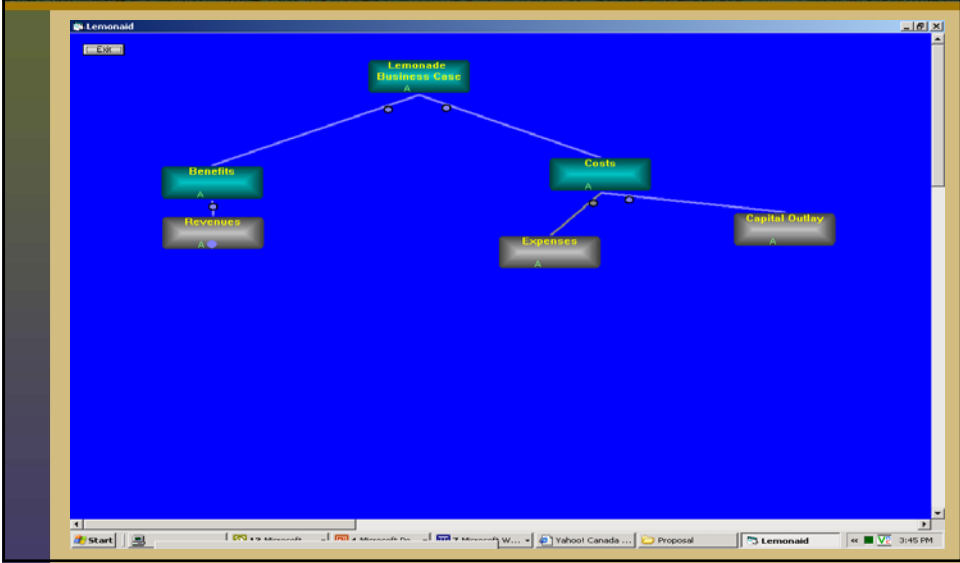 Lemonaid
Exit
Lemonade
Business Case
A
Benefits
A
Costs
A
Revenues
A
Capital Outlay
A
Expenses
A
Start
Microsoft W...
Yahoo! Canada ...
Proposal
Lemonaid
3:45 PM